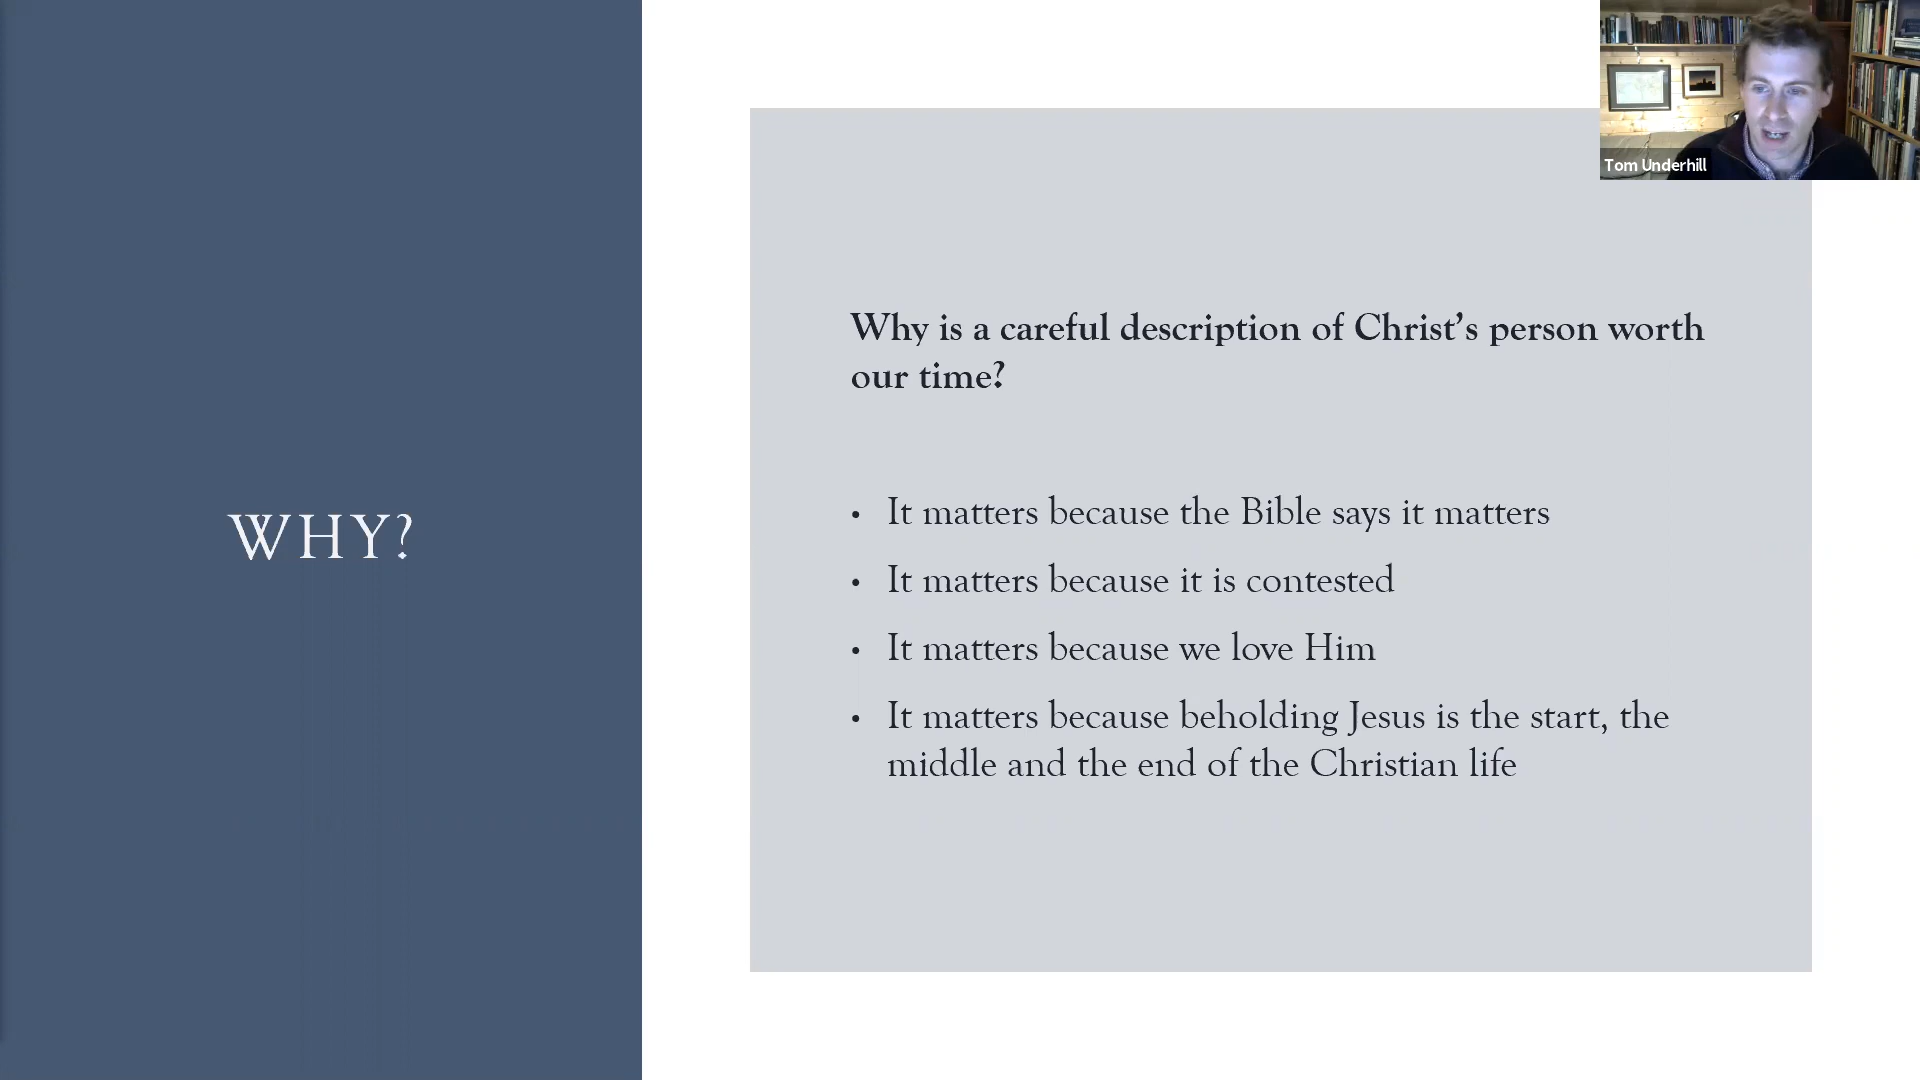 WHY?
Why is a careful description of Christ’s person worth
our time?
• It matters because the Bible says it matters
• It matters because it is contested
• It matters because we love Him
• It matters because beholding Jesus is the start, the
middle and the end of the Christian life
Tom Underhill